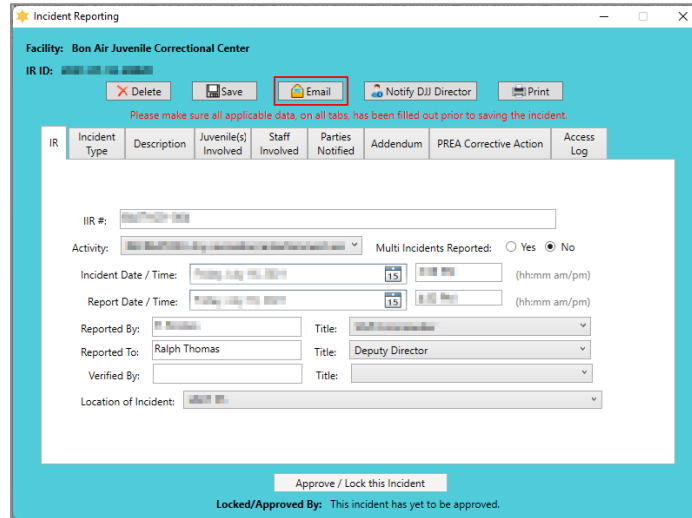 Incident Reporting
Facility: Bon Air Juvenile Correctional Center
IR ID:
Delete Save Email Notify DJJ Director Print
Please make sure all applicable data, on all tabs, has been filled out prior to saving the incident.
IR Incident Type Description Juvenile(s) Involved Staff Involved Parties Notified Addendum PREA Corrective Action Access Log
IIR #:
Activity: Multi Incidents Reported: Yes No
Incident Date / Time: 15 (hh:mm am/pm)
Report Date / Time: 15 (hh:mm am/pm)
Reported By: Title:
Reported To: Ralph Thomas Title: Deputy Director
Verified By: Title:
Location of Incident:
Approve / Lock this Incident
Locked/Approved By: This incident has yet to be approved.